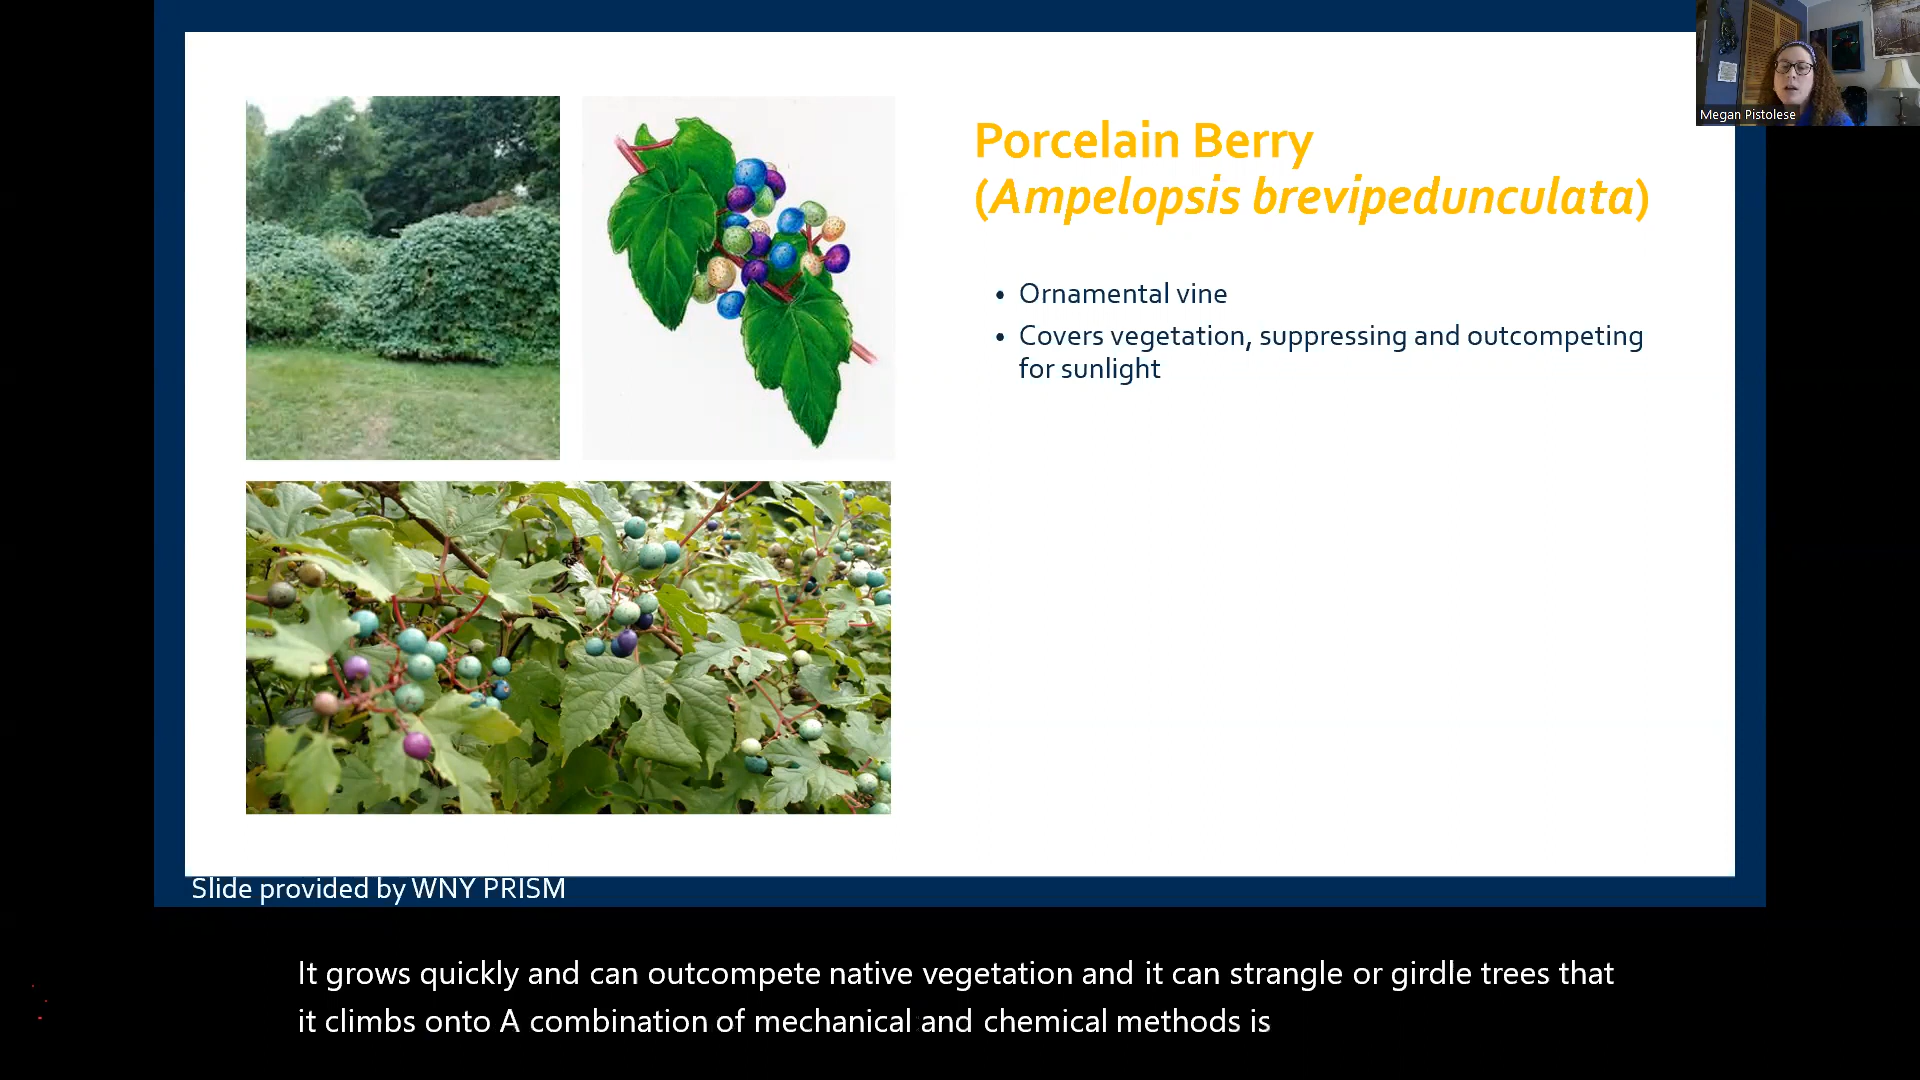 Megan Pistolese
Porcelain Berry
(Ampelopsis brevipedunculata)
• Ornamental vine
• Covers vegetation, suppressing and outcompeting
for sunlight
Slide provided by WNY PRISM
It grows quickly and can outcompete native vegetation and it can strangle or girdle trees that
it climbs onto A combination of mechanical and chemical methods is